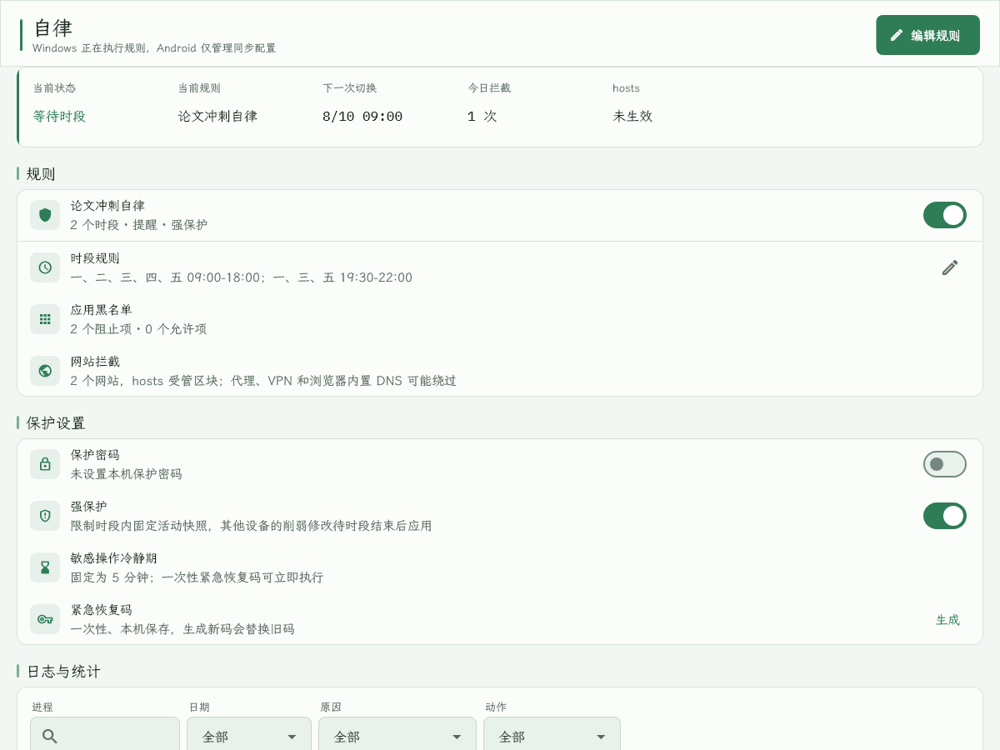 自律
Windows 正在执行规则，Android 仅管理同步配置
编辑规则
当前状态
当前规则
下一次切换
今日拦截
hosts
等待时段
论文冲刺自律
8/10 09:00
1 次
未生效
规则
论文冲刺自律
2 个时段 · 提醒 · 强保护
时段规则
一、二、三、四、五 09:00-18:00；一、三、五 19:30-22:00
应用黑名单
2 个阻止项 · 0 个允许项
网站拦截
2 个网站，hosts 受管区块；代理、VPN 和浏览器内置 DNS 可能绕过
保护设置
保护密码
未设置本机保护密码
强保护
限制时段内固定活动快照，其他设备的削弱修改待时段结束后应用
敏感操作冷静期
固定为 5 分钟；一次性紧急恢复码可立即执行
紧急恢复码
一次性、本机保存，生成新码会替换旧码
生成
日志与统计
进程
日期
原因
动作
全部
全部
全部